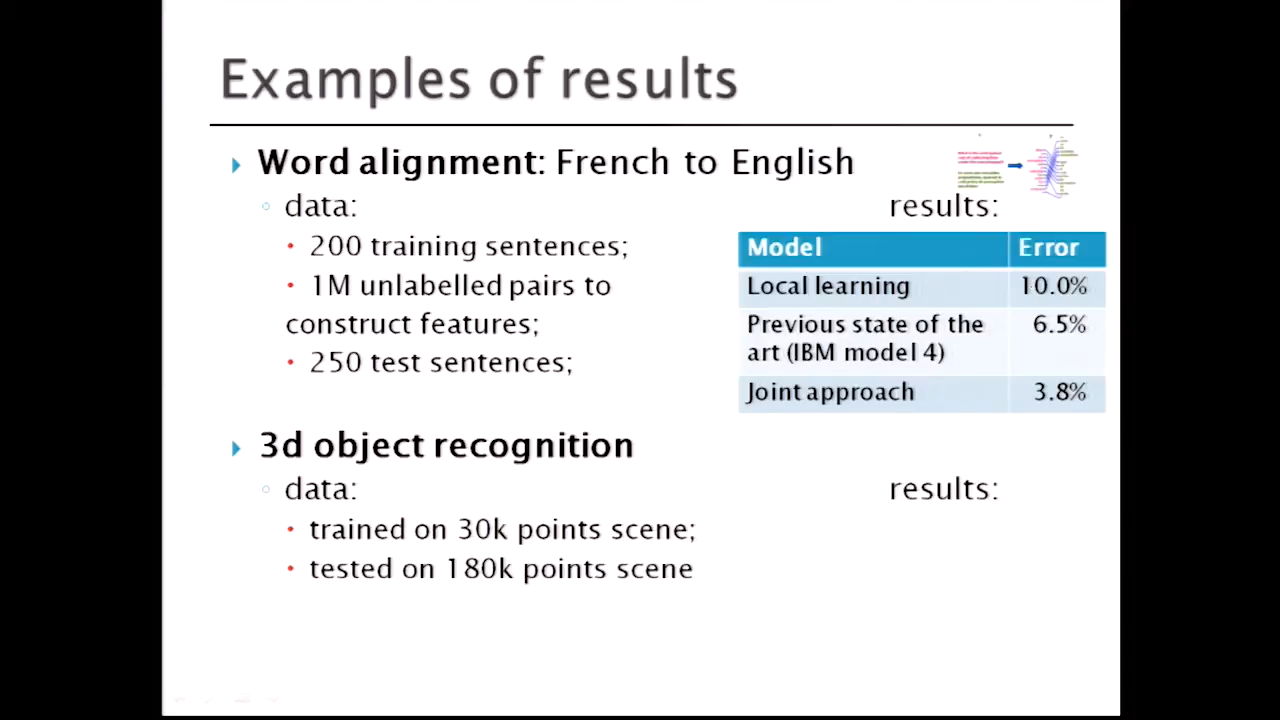 Examples of results
Word alignment: French to English
data:
results:
200 training sentences;
1M unlabelled pairs to
construct features;
250 test sentences;
Model Error
Local learning 10.0%
Previous state of the 6.5%
art (IBM model 4)
Joint approach 3.8%
3d object recognition
data:
results:
trained on 30k points scene;
tested on 180k points scene